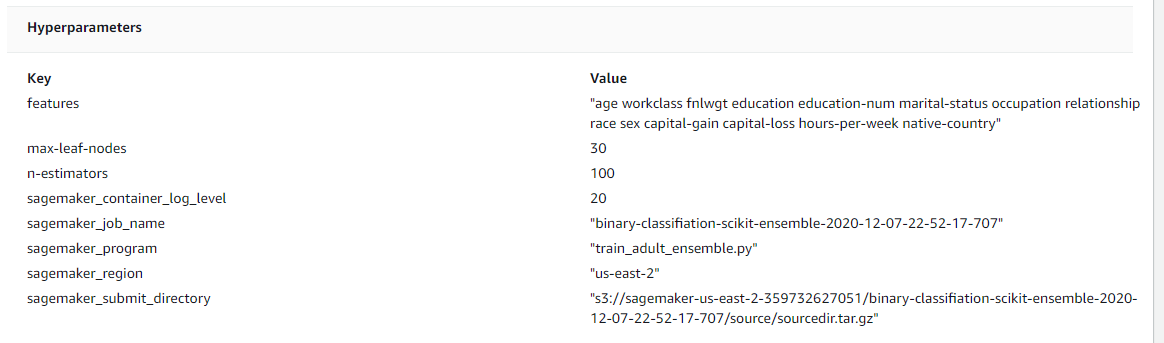 Hyperparameters
Key Value
features "age workclass fnlwgt education education-num marital-status occupation relationship
race sex capital-gain capital-loss hours-per-week native-country"
max-leaf-nodes 30
n-estimators 100
sagemaker_container_log_level 20
sagemaker_job_name "binary-classifiation-scikit-ensemble-2020-12-07-22-52-17-707"
sagemaker_program "train_adult_ensemble.py"
sagemaker_region "us-east-2"
sagemaker_submit_directory "s3://sagemaker-us-east-2-359732627051/binary-classifiation-scikit-ensemble-2020-
12-07-22-52-17-707/source/sourcedir.tar.gz"